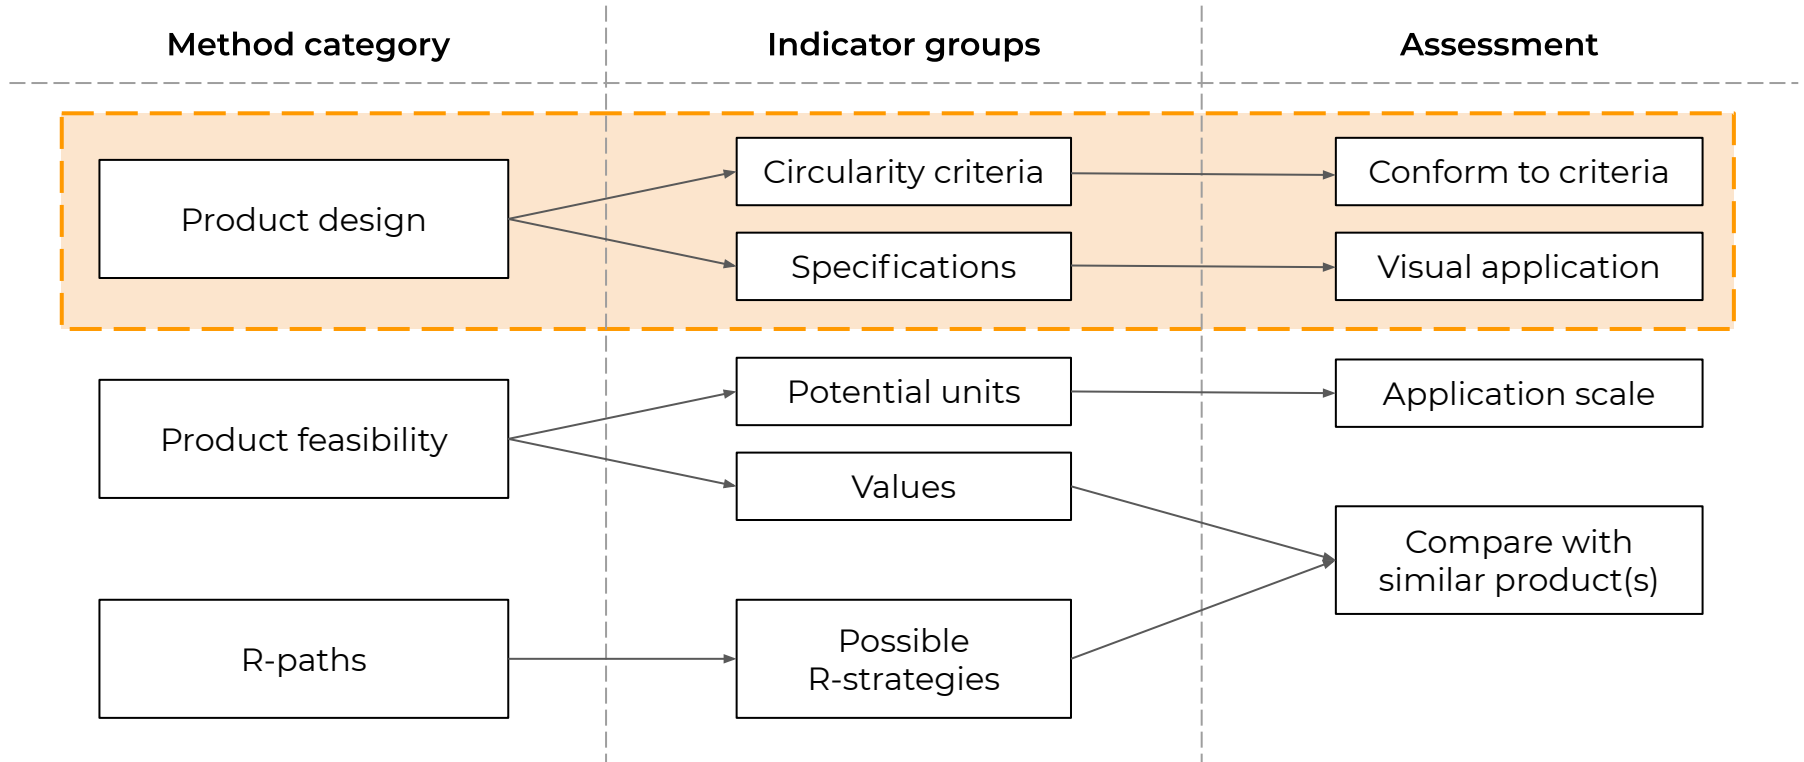 Method category
Indicator groups
Assessment
Product design
Circularity criteria
Conform to criteria
Specifications
Visual application
Product feasibility
Potential units
Application scale
Values
Compare with
similar product(s)
R-paths
Possible
R-strategies